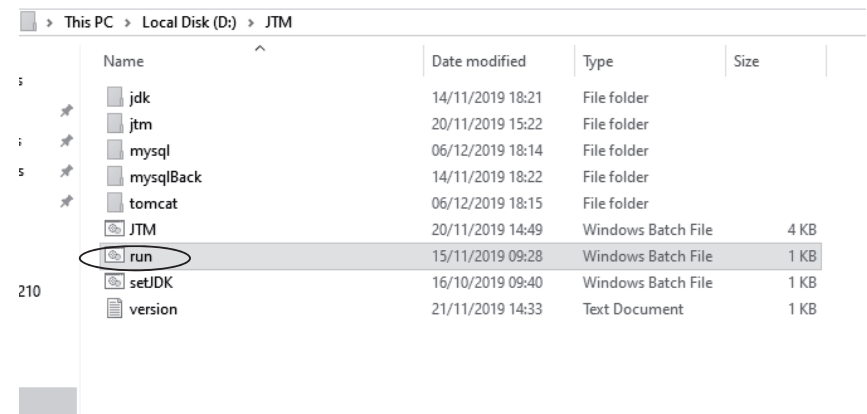 This PC > Local Disk (D:) > JTM
Name Date modified Type Size
jdk 14/11/2019 18:21 File folder
jtm 20/11/2019 15:22 File folder
mysql 06/12/2019 18:14 File folder
mysqlBack 14/11/2019 18:22 File folder
tomcat 06/12/2019 18:15 File folder
JTM 20/11/2019 14:49 Windows Batch File 4 KB
run 15/11/2019 09:28 Windows Batch File 1 KB
setJDK 16/10/2019 09:40 Windows Batch File 1 KB
210
version 21/11/2019 14:33 Text Document 1 KB